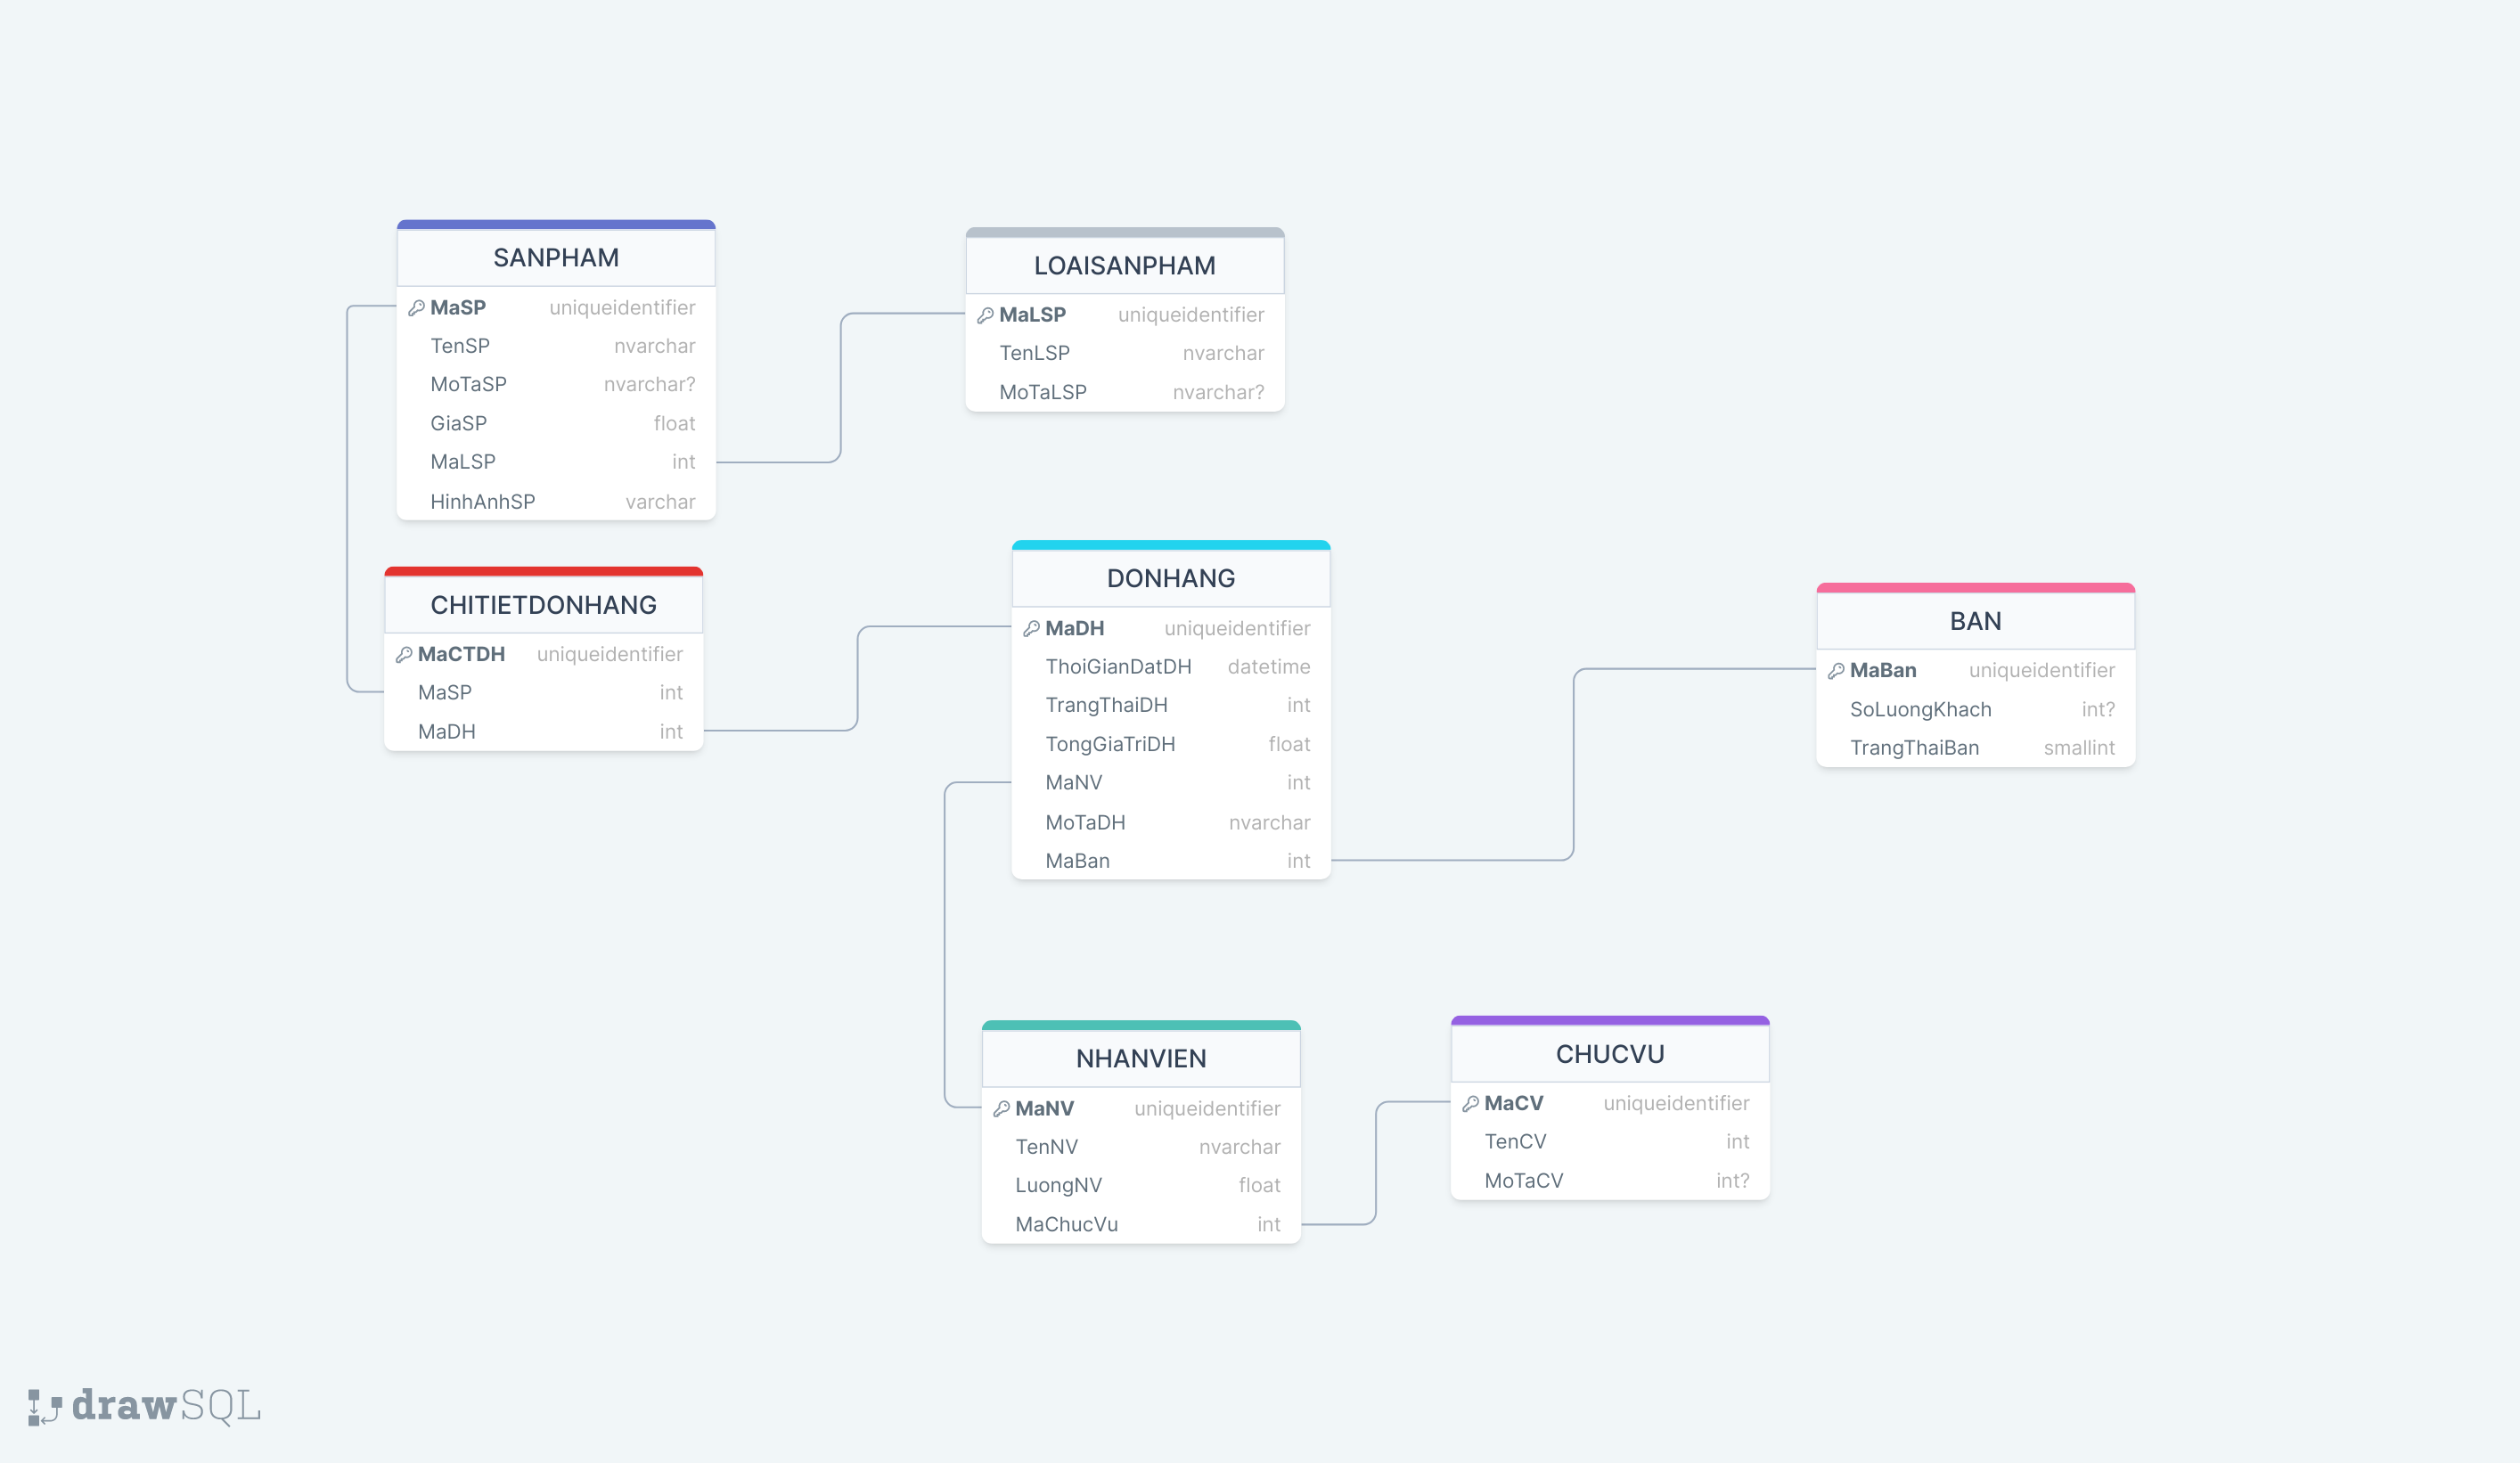 SANPHAM
MaSP uniqueidentifier
TenSP nvarchar
MoTaSP nvarchar?
GiaSP float
MaLSP int
HinhAnhSP varchar
LOAISANPHAM
MaLSP uniqueidentifier
TenLSP nvarchar
MoTaLSP nvarchar?
CHITIETDONHANG
MaCTDH uniqueidentifier
MaSP int
MaDH int
DONHANG
MaDH uniqueidentifier
ThoiGianDatDH datetime
TrangThaiDH int
TongGiaTriDH float
MaNV int
MoTaDH nvarchar
MaBan int
BAN
MaBan uniqueidentifier
SoLuongKhach int?
TrangThaiBan smallint
NHANVIEN
MaNV uniqueidentifier
TenNV nvarchar
LuongNV float
MaChucVu int
CHUCVU
MaCV uniqueidentifier
TenCV int
MoTaCV int?
drawSQL